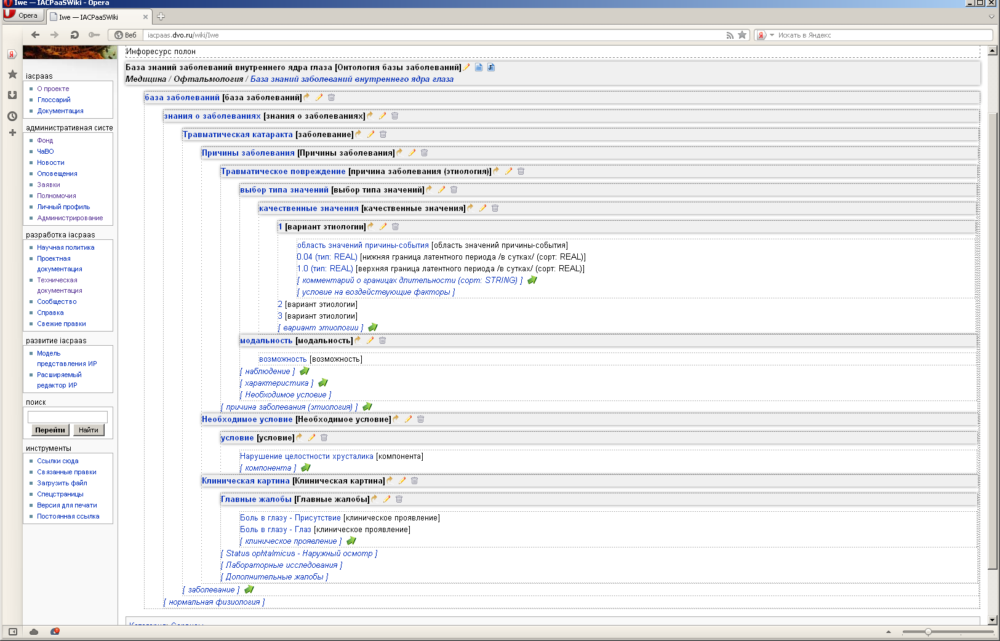 Iwe — IACPaaSWiki - Opera
Opera
Iwe — IACPaaSWiki
Веб
iacpaas.dvo.ru/wiki/Iwe
Искать в Яндекс
iacpaas
О проекте
Глоссарий
Документация
административная систе
Фонд
ЧаВО
Новости
Оповещения
Заявки
Полномочия
Личный профиль
Администрирование
разработка iacpaas
Научная политика
Проектная
документация
Техническая
документация
Сообщество
Справка
Свежие правки
развитие iacpaas
Модель
представления ИР
Расширяемый
редактор ИР
поиск
Перейти
Найти
инструменты
Ссылки сюда
Связанные правки
Загрузить файл
Спецстраницы
Версия для печати
Постоянная ссылка
Инфоресурс полон
База знаний заболеваний внутреннего ядра глаза [Онтология базы заболеваний]
Медицина / Офтальмология / База знаний заболеваний внутреннего ядра глаза
база заболеваний [база заболеваний]
знания о заболеваниях [знания о заболеваниях]
Травматическая катаракта [заболевание]
Причины заболевания [Причины заболевания]
Травматическое повреждение [причина заболевания (этиология)]
выбор типа значений [выбор типа значений]
качественные значения [качественные значения]
1 [вариант этиологии]
область значений причины-события [область значений причины-события]
0.04 (тип: REAL) [нижняя граница латентного периода /в сутках/ (сорт: REAL)]
1.0 (тип: REAL) [верхняя граница латентного периода /в сутках/ (сорт: REAL)]
[ комментарий о границах длительности (сорт: STRING) ]
[ условие на воздействующие факторы ]
2 [вариант этиологии]
3 [вариант этиологии]
[ вариант этиологии ]
модальность [модальность]
возможность [возможность]
[ наблюдение ]
[ характеристика ]
[ Необходимое условие ]
[ причина заболевания (этиология) ]
Необходимое условие [Необходимое условие]
условие [условие]
Нарушение целостности хрусталика [компонента]
[ компонента ]
Клиническая картина [Клиническая картина]
Главные жалобы [Главные жалобы]
Боль в глазу - Присутствие [клиническое проявление]
Боль в глазу - Глаз [клиническое проявление]
[ клиническое проявление ]
[ Status ophtalmicus - Наружный осмотр ]
[ Лабораторные исследования ]
[ Дополнительные жалобы ]
[ заболевание ]
[ нормальная физиология ]